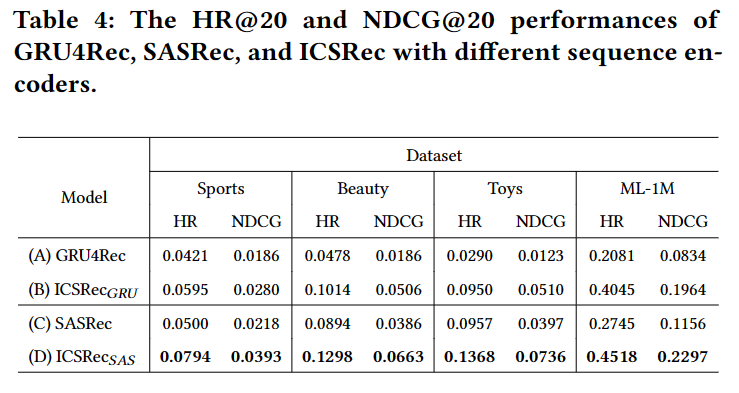 Table 4: The HR@20 and NDCG@20 performances of
GRU4Rec, SASRec, and ICSRec with different sequence en-
coders.
Model Dataset
Sports Beauty Toys ML-1M
HR NDCG HR NDCG HR NDCG HR NDCG
(A) GRU4Rec 0.0421 0.0186 0.0478 0.0186 0.0290 0.0123 0.2081 0.0834
(B) ICSRecGRU 0.0595 0.0280 0.1014 0.0506 0.0950 0.0510 0.4045 0.1964
(C) SASRec 0.0500 0.0218 0.0894 0.0386 0.0957 0.0397 0.2745 0.1156
(D) ICSRecSAS 0.0794 0.0393 0.1298 0.0663 0.1368 0.0736 0.4518 0.2297